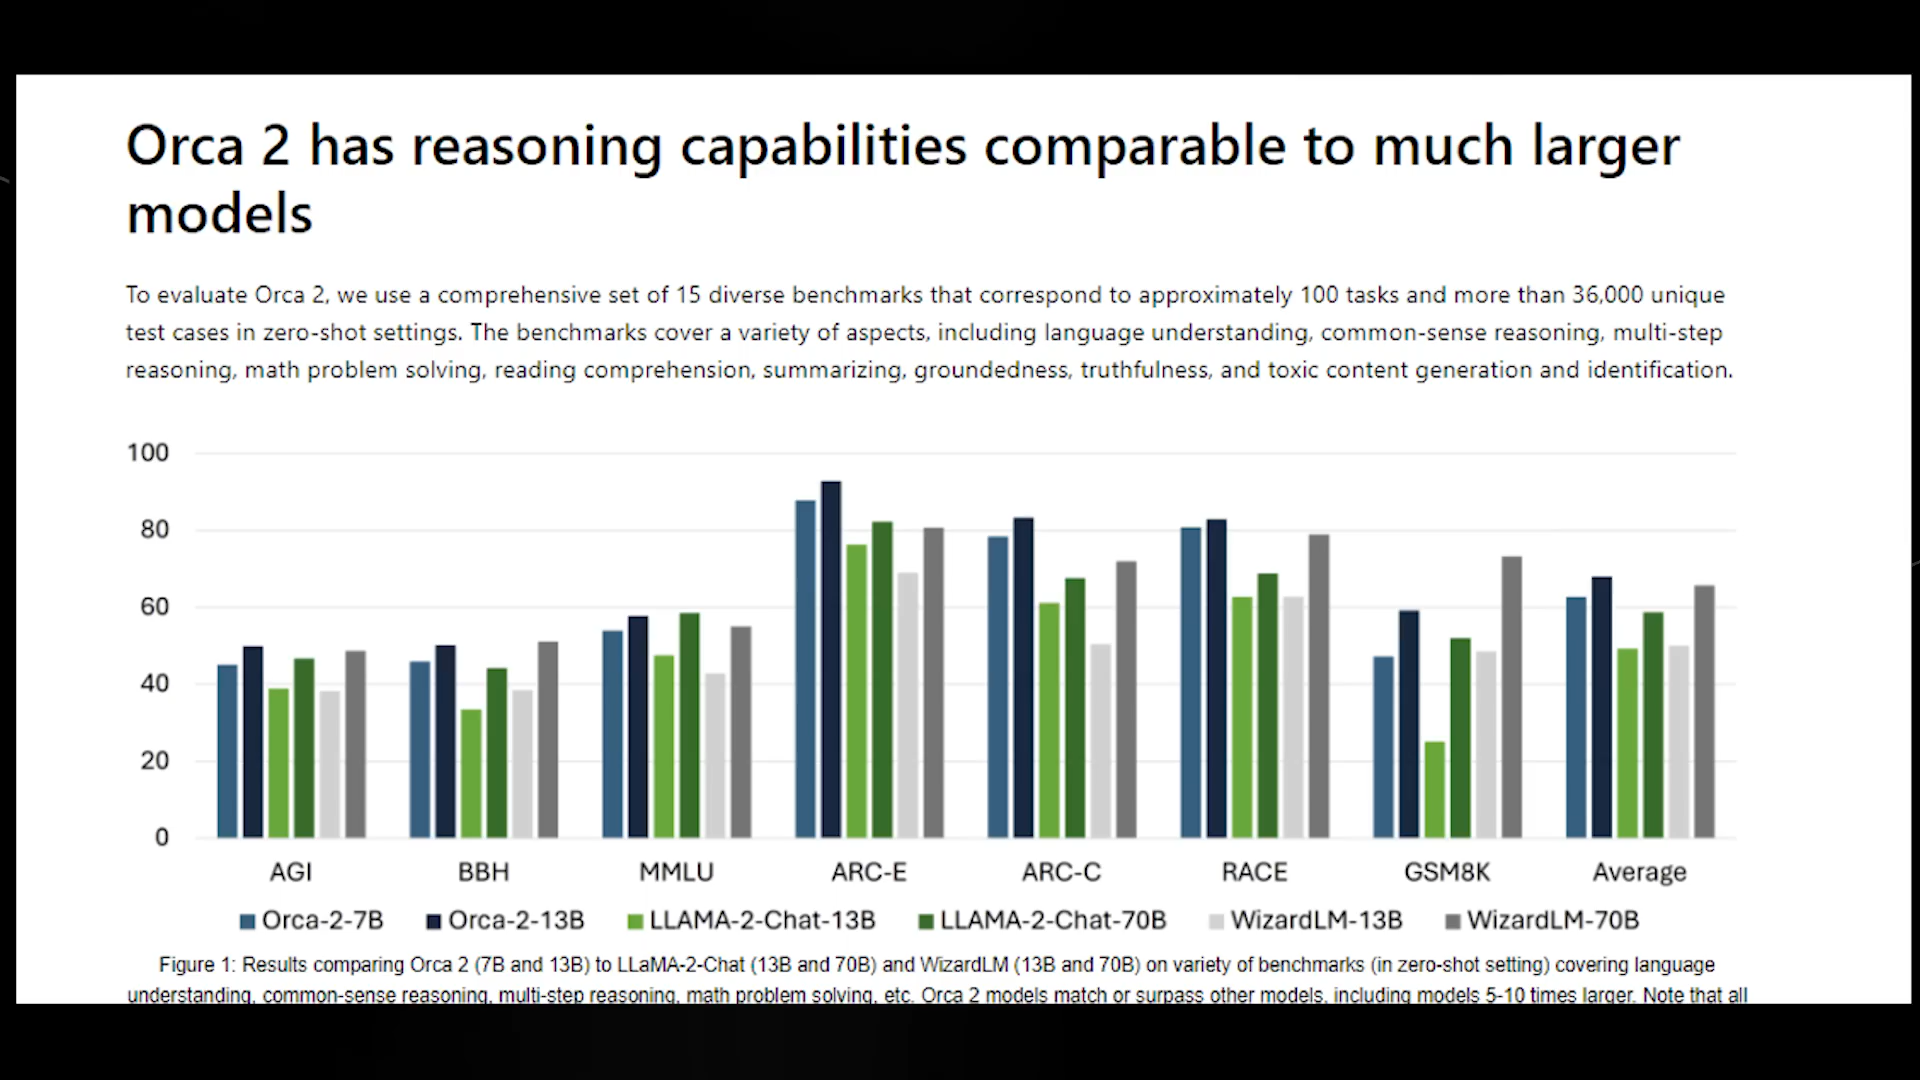 Orca 2 has reasoning capabilities comparable to much larger
models
To evaluate Orca 2, we use a comprehensive set of 15 diverse benchmarks that correspond to approximately 100 tasks and more than 36,000 unique
test cases in zero-shot settings. The benchmarks cover a variety of aspects, including language understanding, common-sense reasoning, multi-step
reasoning, math problem solving, reading comprehension, summarizing, groundedness, truthfulness, and toxic content generation and identification.
100
80
60
40
20
0
AGI BBH MMLU ARC-E ARC-C RACE GSM8K Average
Orca-2-7B Orca-2-13B LLAMA-2-Chat-13B LLAMA-2-Chat-70B WizardLM-13B WizardLM-70B
Figure 1: Results comparing Orca 2 (7B and 13B) to LLaMA-2-Chat (13B and 70B) and WizardLM (13B and 70B) on variety of benchmarks (in zero-shot setting) covering language
understanding, common-sense reasoning, multi-step reasoning, math problem solving, etc. Orca 2 models match or surpass other models, including models 5-10 times larger. Note that all